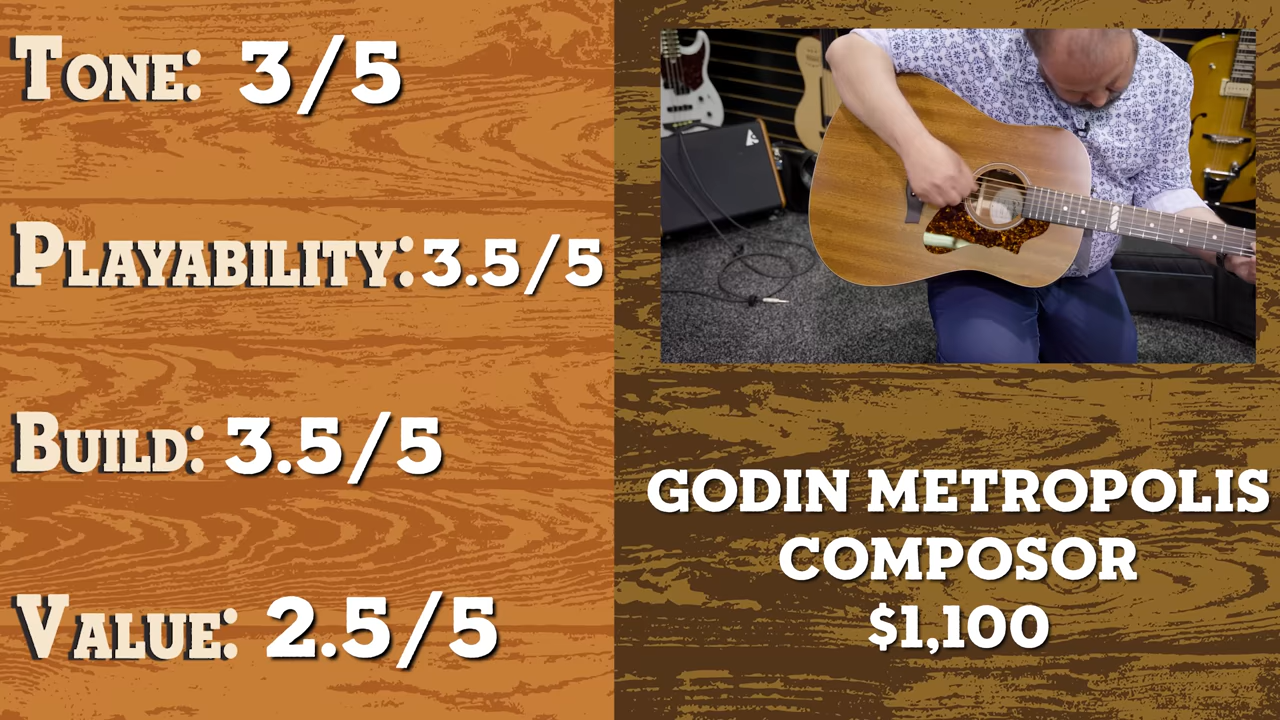 TONE: 3/5
PLAYABILITY: 3.5/5
BUILD: 3.5/5
VALUE: 2.5/5
GODIN METROPOLIS
COMPOSOR
$1,100